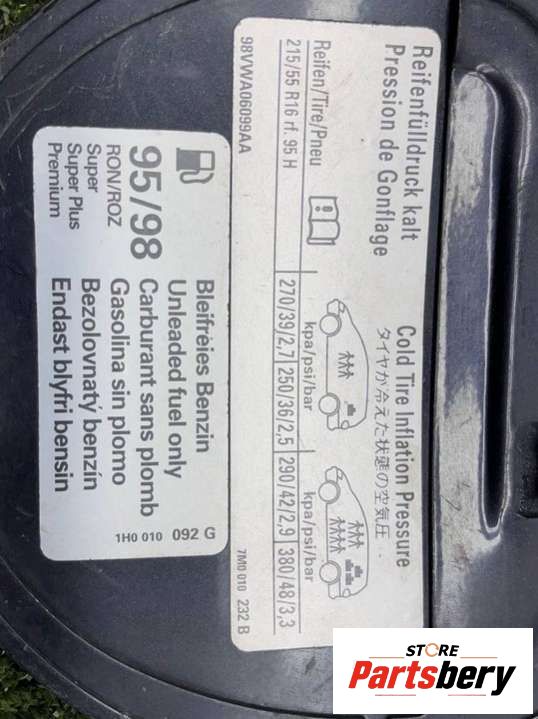 Reifenfülldruck kalt Cold Tire Inflation Pressure
Pression de Gonflage タイヤが冷えた状態の空気圧
Reifen/Tire/Pneu kpa/psi/bar kpa/psi/bar
215/55 R16 rf. 95 H 270/39/2,7 250/36/2,5 290/42/2,9 380/48/3,3
98VWA06099AA 7M0 010 232 B
95/98
RON/ROZ
Super
Super Plus
Premium
Bleifreies Benzin
Unleaded fuel only
Carburant sans plomb
Gasolina sin plomo
Bezolovnatý benzín
Endast blyfri bensin
1H0 010 092 G
STORE
Partsbery